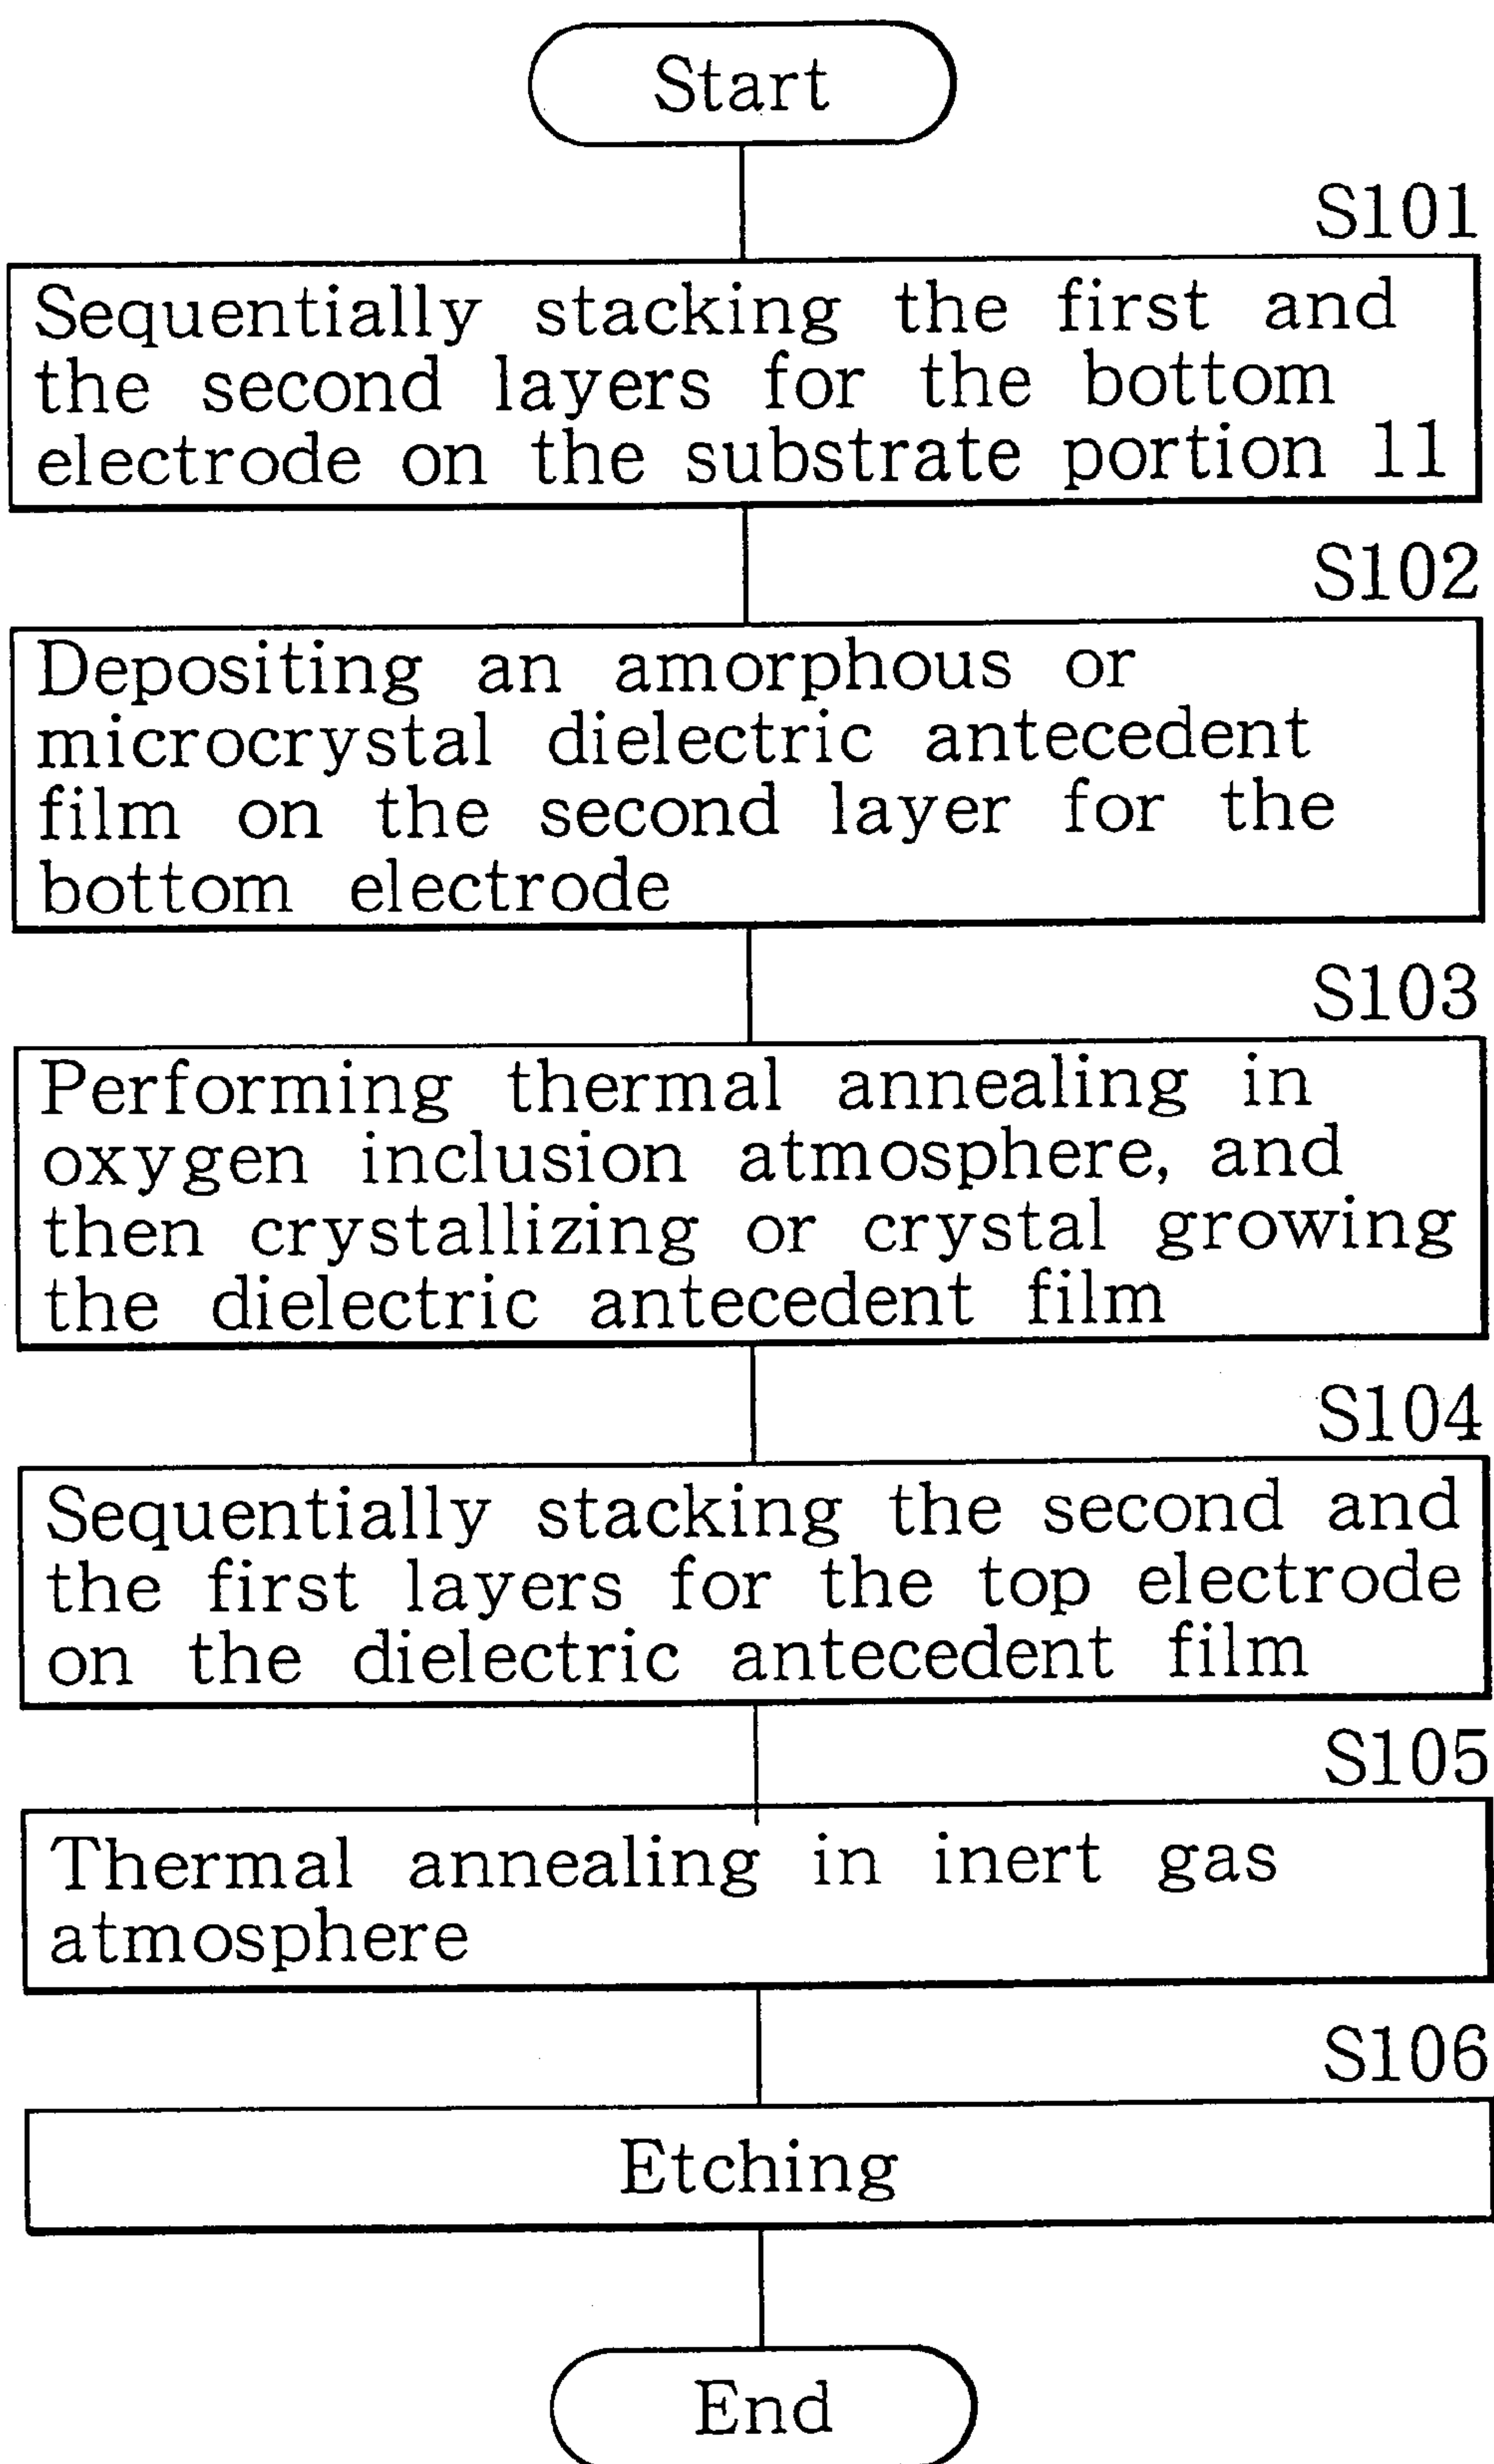 Start
S101
Sequentially stacking the first and
the second layers for the bottom
electrode on the substrate portion 11
S102
Depositing an amorphous or
microcrystal dielectric antecedent
film on the second layer for the
bottom electrode
S103
Performing thermal annealing in
oxygen inclusion atmosphere, and
then crystallizing or crystal growing
the dielectric antecedent film
S104
Sequentially stacking the second and
the first layers for the top electrode
on the dielectric antecedent film
S105
Thermal annealing in inert gas
atmosphere
S106
Etching
End